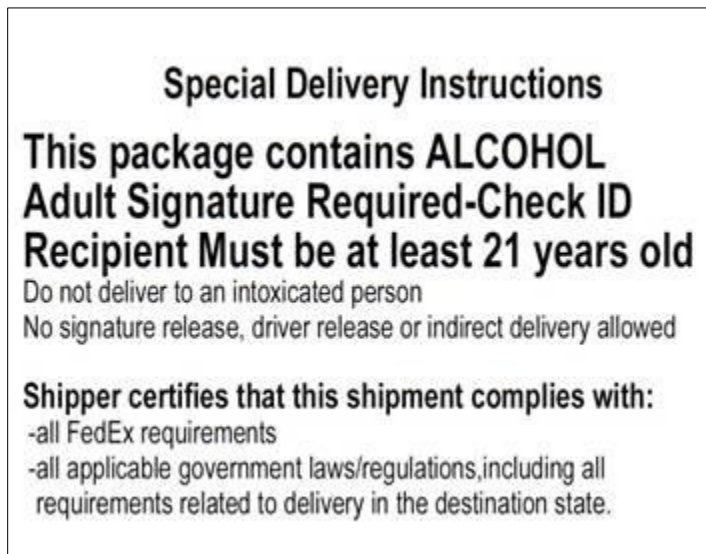 Special Delivery Instructions
This package contains ALCOHOL
Adult Signature Required-Check ID
Recipient Must be at least 21 years old
Do not deliver to an intoxicated person
No signature release, driver release or indirect delivery allowed
Shipper certifies that this shipment complies with:
-all FedEx requirements
-all applicable government laws/regulations,including all
requirements related to delivery in the destination state.